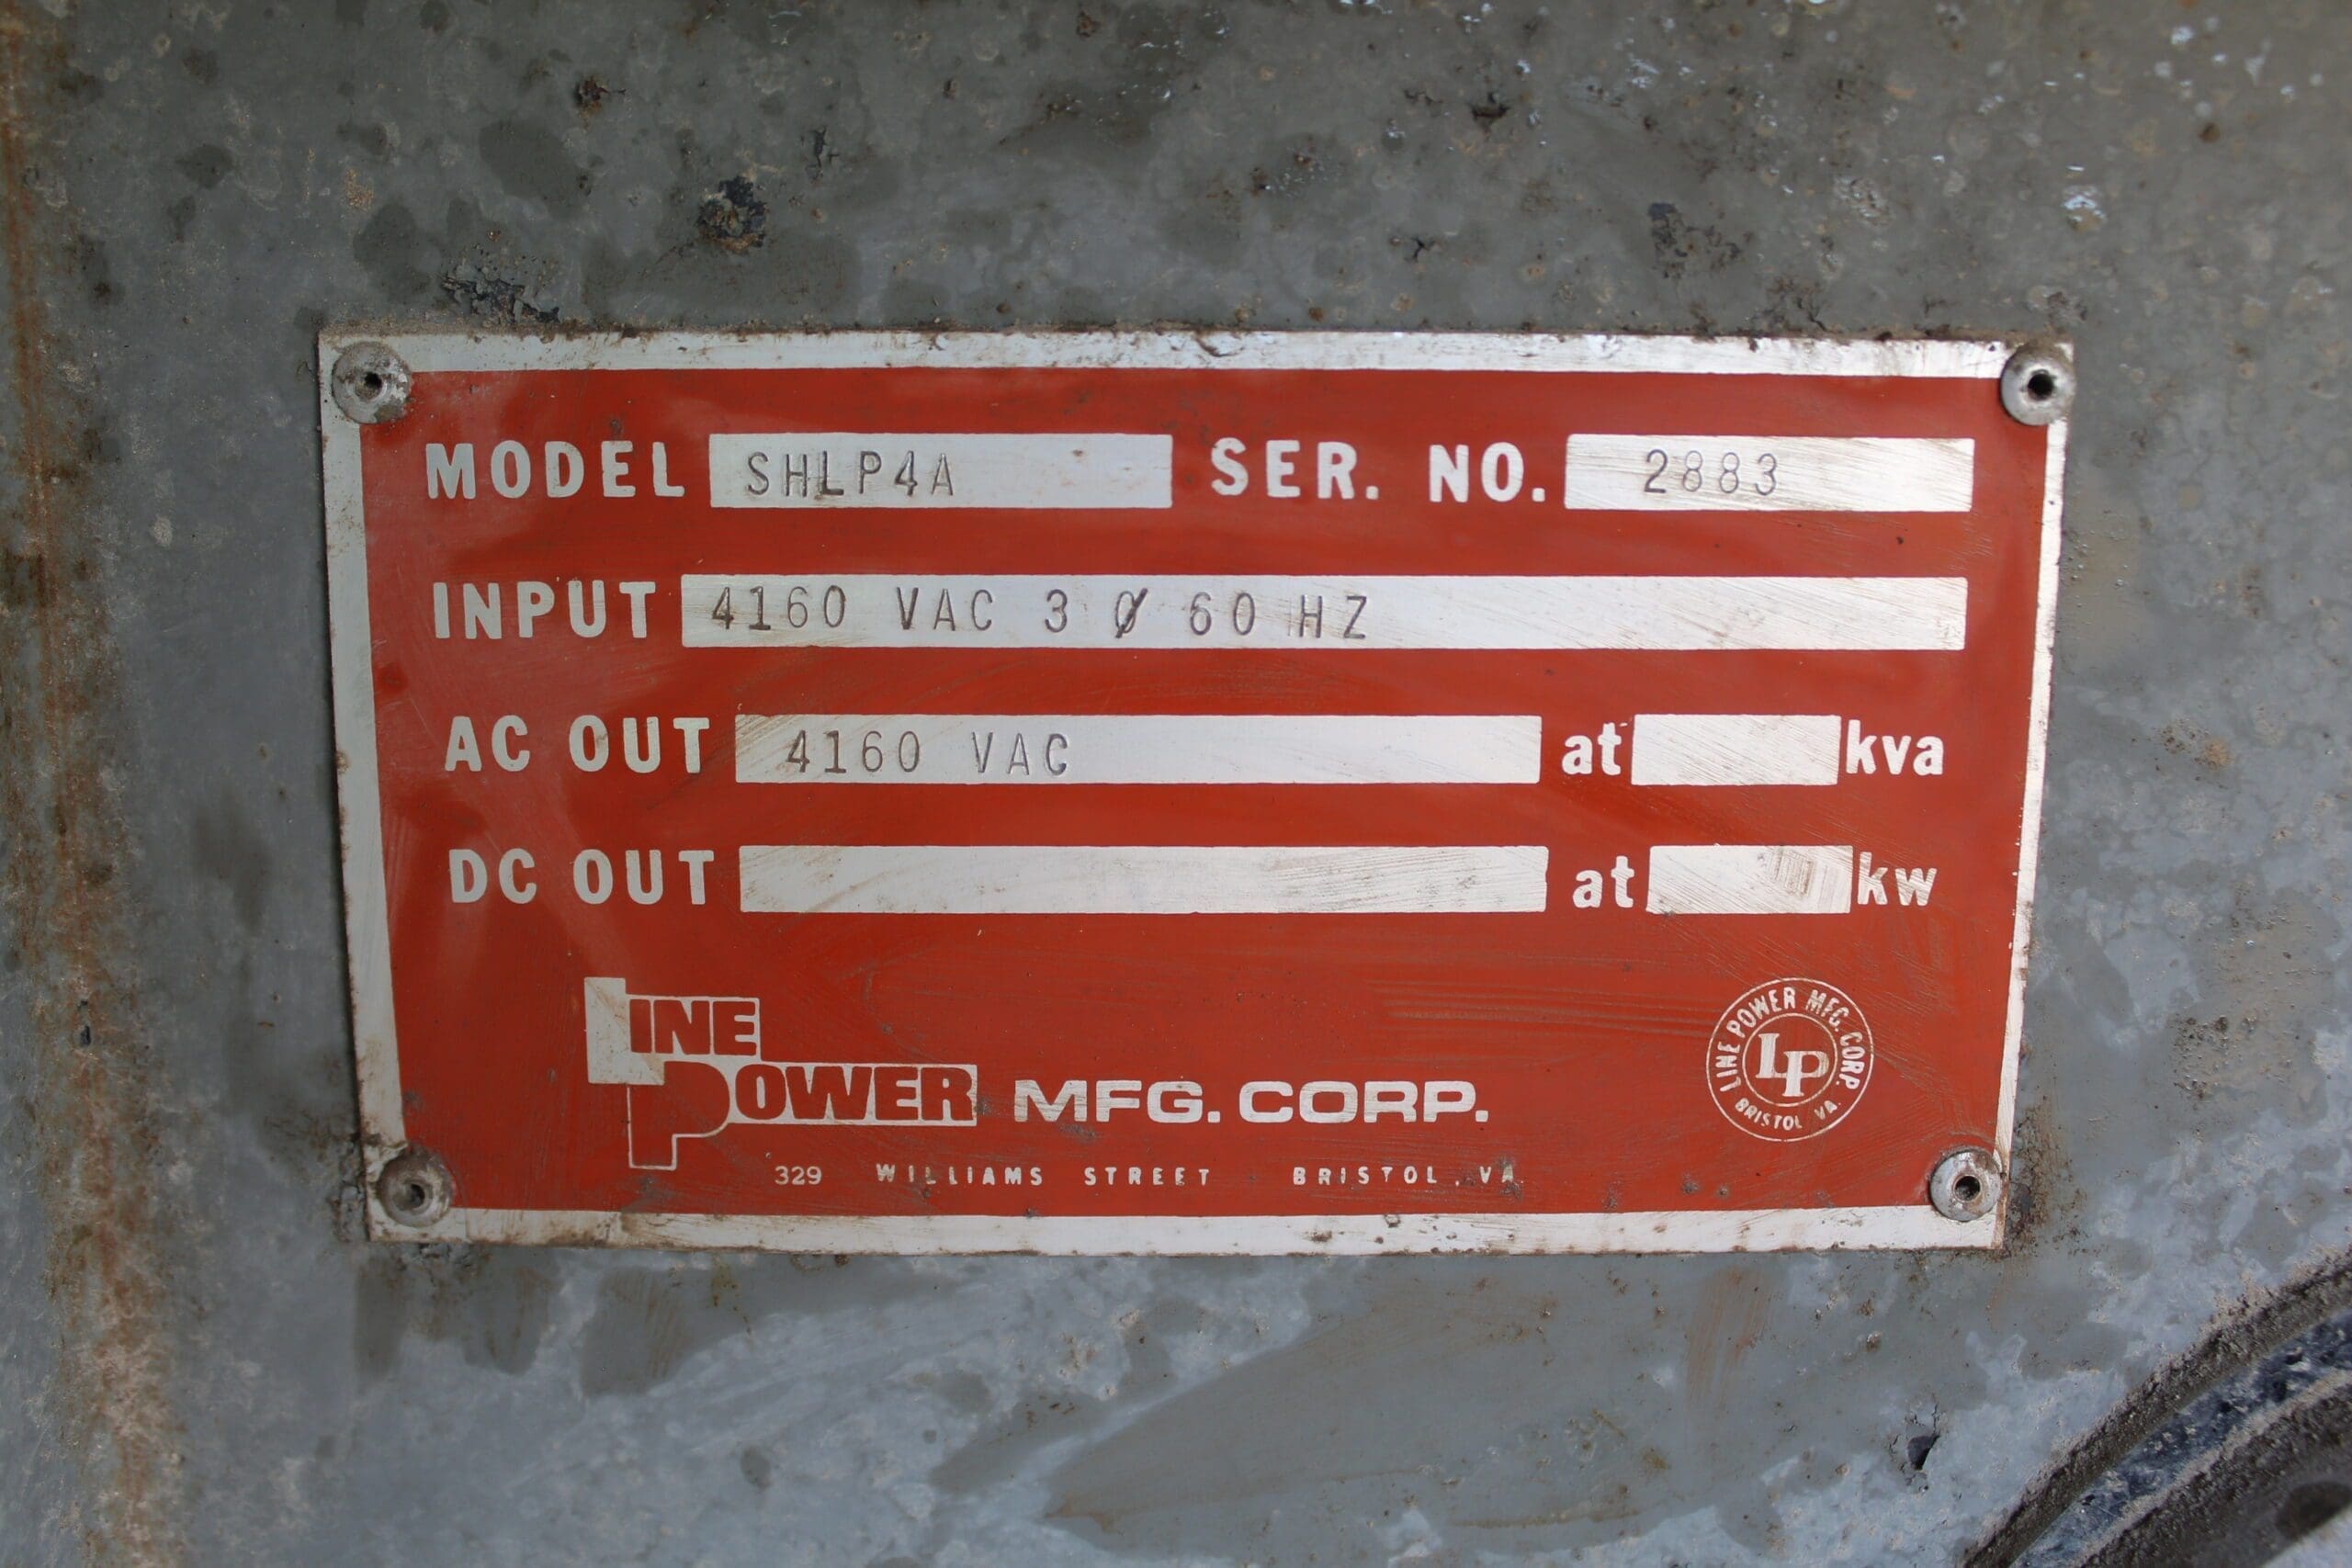 MODEL SHLP4A SER. NO. 2883
INPUT 4160 VAC 3 Ø 60 HZ
AC OUT 4160 VAC at kva
DC OUT at kw
LINE
POWER MFG. CORP.
329 WILLIAMS STREET BRISTOL, VA.
LINE POWER MFG. CORP.
LP
BRISTOL VA.